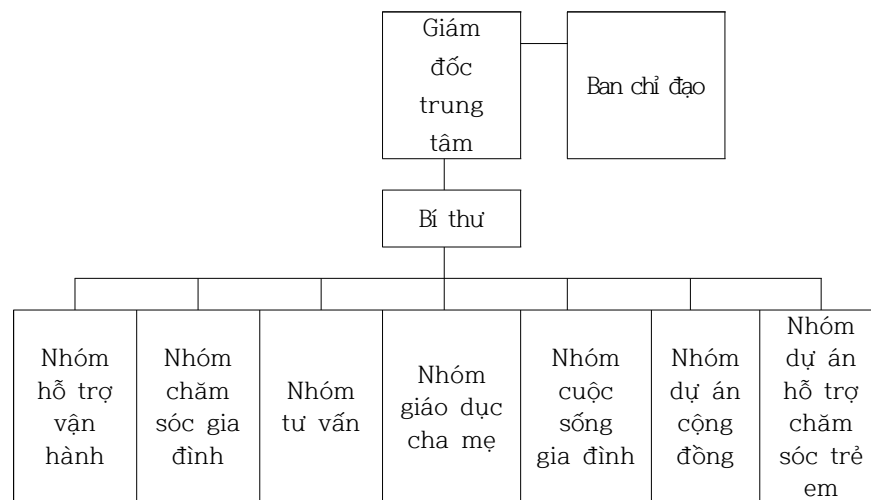 Giám
đốc
trung
tâm
Ban chỉ đạo
Bí thư
Nhóm
hỗ trợ
vận
hành
Nhóm
chăm
sóc gia
đình
Nhóm
tư vấn
Nhóm
giáo dục
cha mẹ
Nhóm
cuộc
sống
gia đình
Nhóm
dự án
cộng
đồng
Nhóm
dự án
hỗ trợ
chăm
sóc trẻ
em